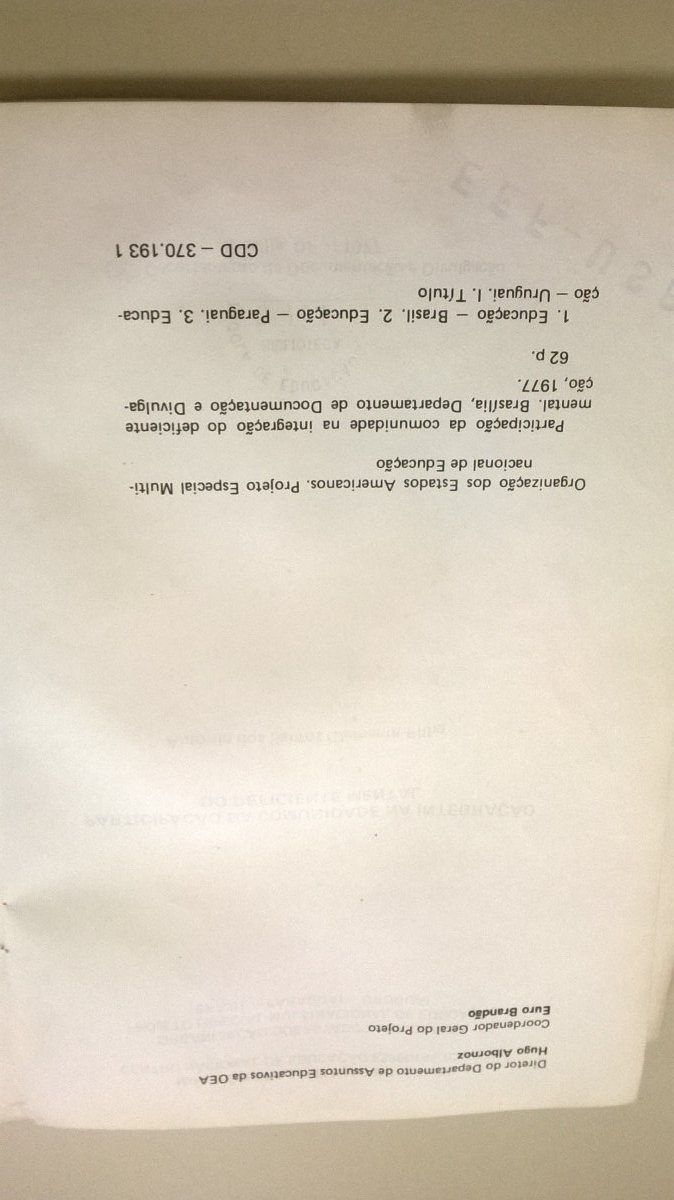 Diretor do Departamento de Assuntos Educativos da OEA
Hugo Albornoz
Coordenador Geral do Projeto
Euro Brandão
Organização dos Estados Americanos. Projeto Especial Multi-
nacional de Educação
Participação da comunidade na integração do deficiente
mental. Brasília, Departamento de Documentação e Divulga-
ção, 1977.
62 p.
1. Educação — Brasil. 2. Educação — Paraguai. 3. Educa-
ção — Uruguai. I. Título
CDD — 370.193 1